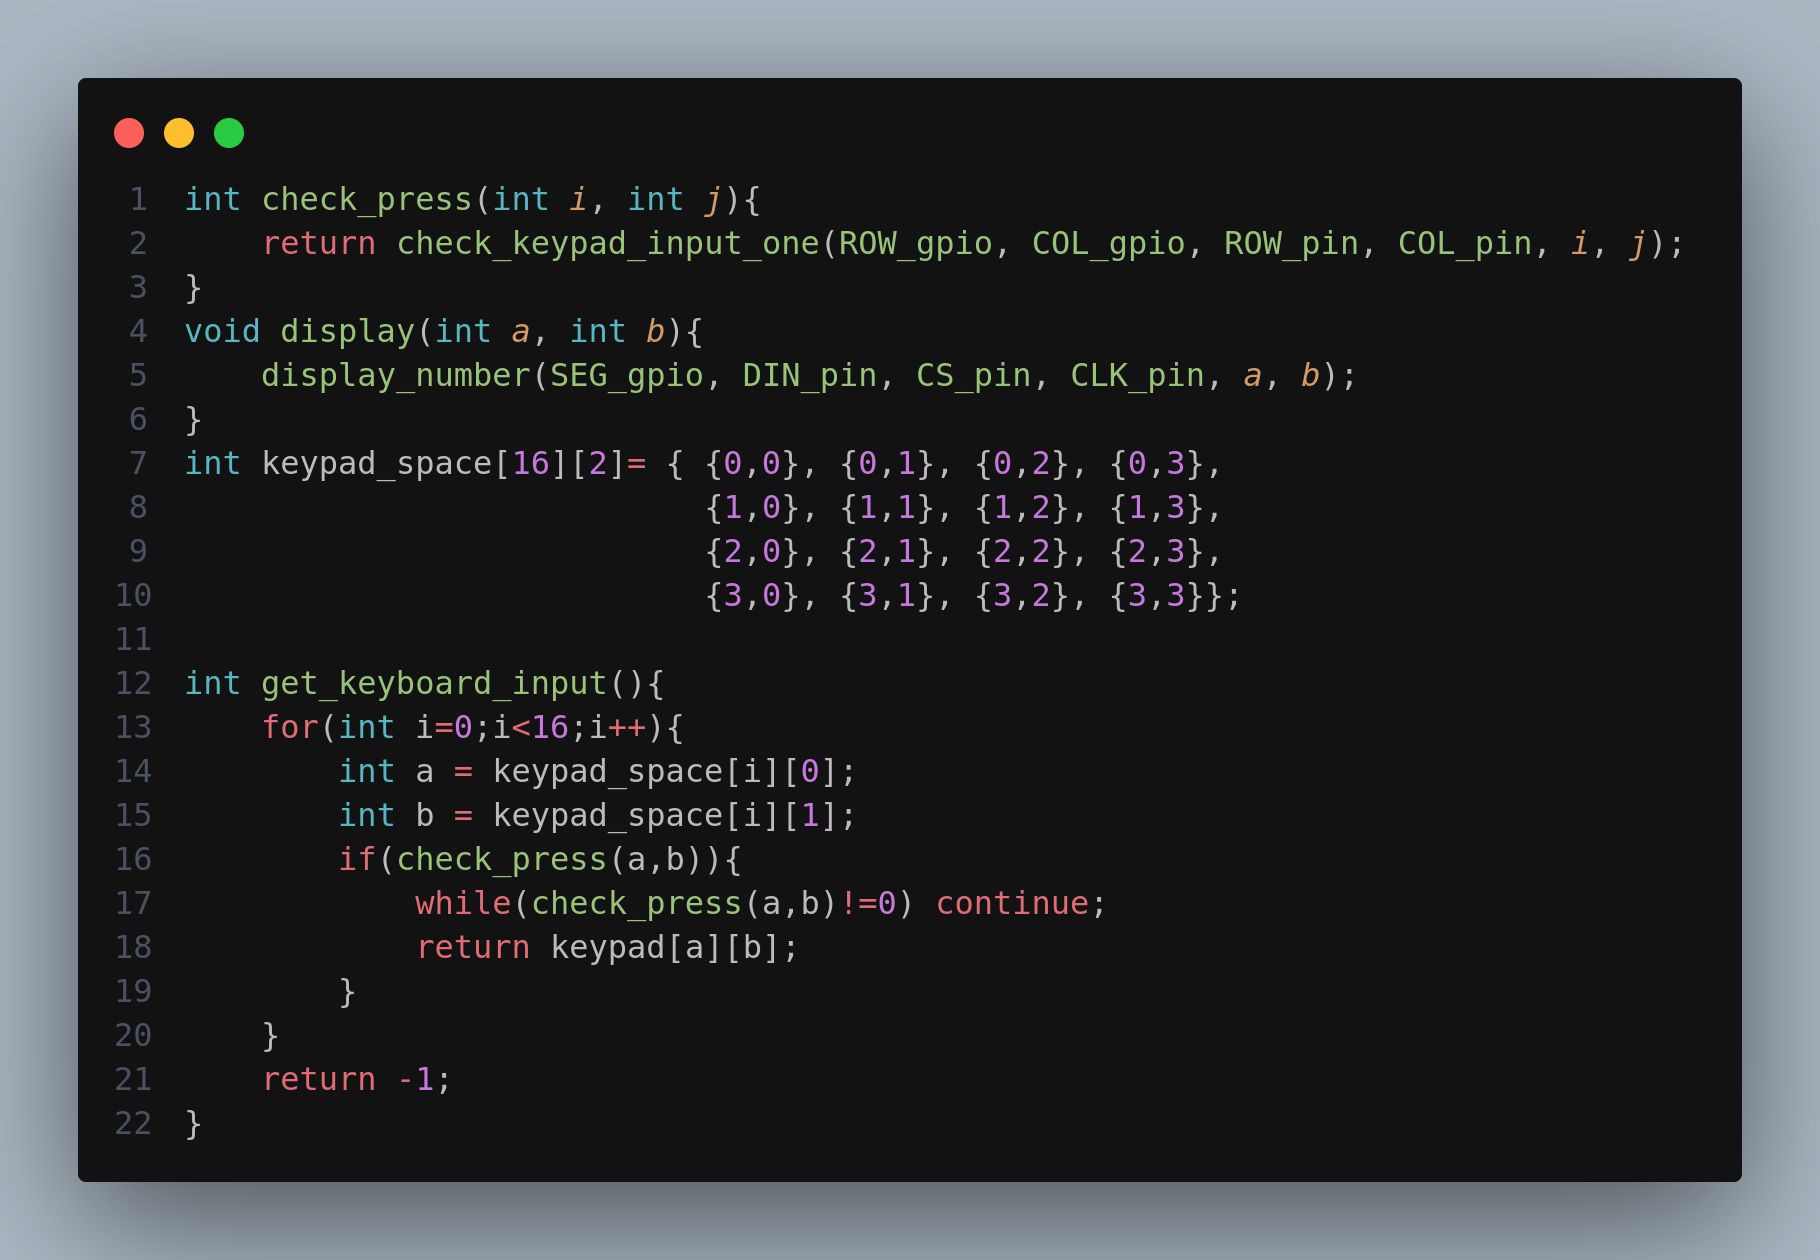 1 int check_press(int i, int j){
2     return check_keypad_input_one(ROW_gpio, COL_gpio, ROW_pin, COL_pin, i, j);
3 }
4 void display(int a, int b){
5     display_number(SEG_gpio, DIN_pin, CS_pin, CLK_pin, a, b);
6 }
7 int keypad_space[16][2]= { {0,0}, {0,1}, {0,2}, {0,3},
8                            {1,0}, {1,1}, {1,2}, {1,3},
9                            {2,0}, {2,1}, {2,2}, {2,3},
10                            {3,0}, {3,1}, {3,2}, {3,3}};
11
12 int get_keyboard_input(){
13     for(int i=0;i<16;i++){
14         int a = keypad_space[i][0];
15         int b = keypad_space[i][1];
16         if(check_press(a,b)){
17             while(check_press(a,b)!=0) continue;
18             return keypad[a][b];
19         }
20     }
21     return -1;
22 }